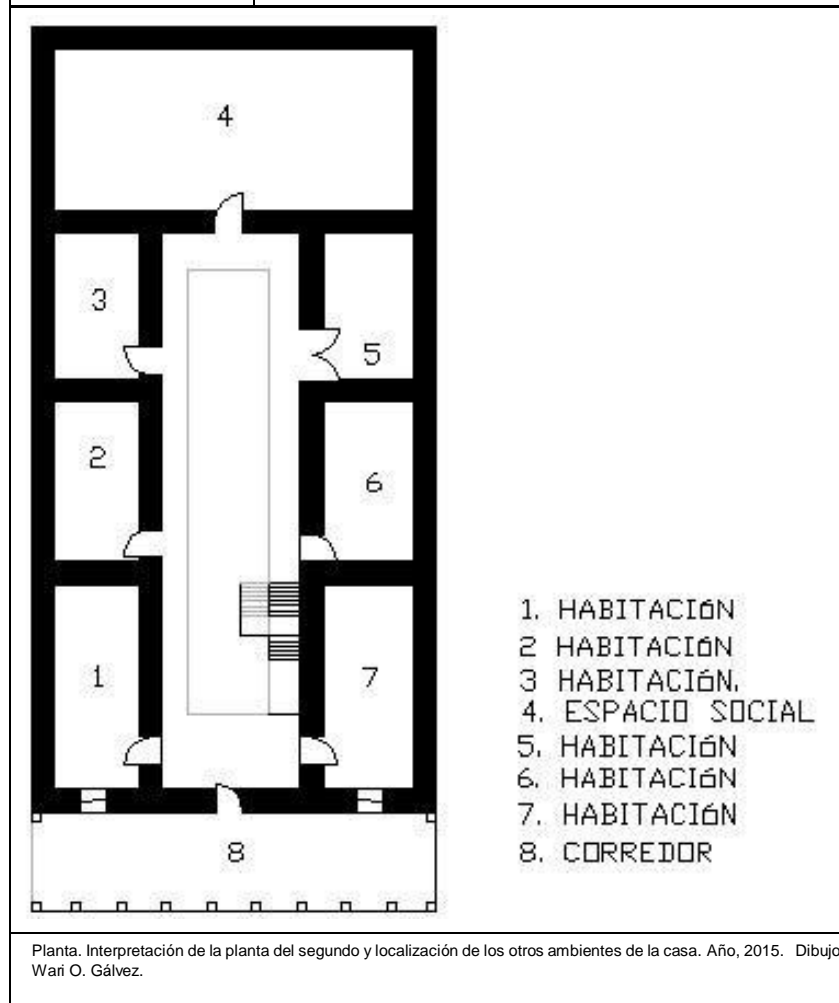 4
3
5
2
6
1
7
8
1. HABITACIóN
2 HABITACIóN
3 HABITACIóN.
4. ESPACIO SOCIAL
5. HABITACIóN
6. HABITACIóN
7. HABITACIóN
8. CORREDOR
Planta. Interpretación de la planta del segundo y localización de los otros ambientes de la casa. Año, 2015. Dibujo
Wari O. Gálvez.